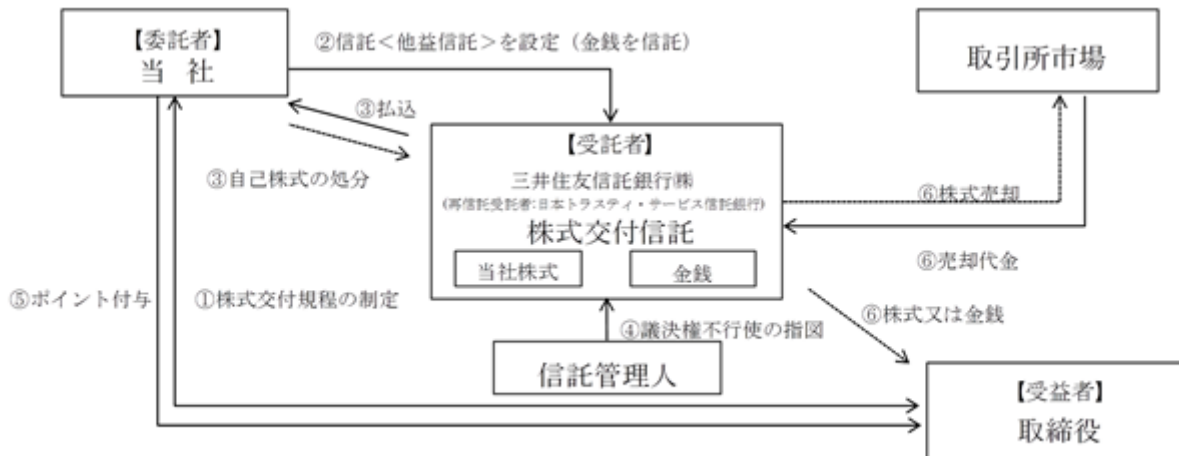 【委託者】
当 社
②信託＜他益信託＞を設定（金銭を信託）
取引所市場
③払込
【受託者】
③自己株式の処分
三井住友信託銀行㈱
(再信託受託者:日本トラスティ・サービス信託銀行)
株式交付信託
⑥株式売却
当社株式
金銭
⑥売却代金
⑤ポイント付与
①株式交付規程の制定
⑥株式又は金銭
④議決権不行使の指図
信託管理人
【受益者】
取締役